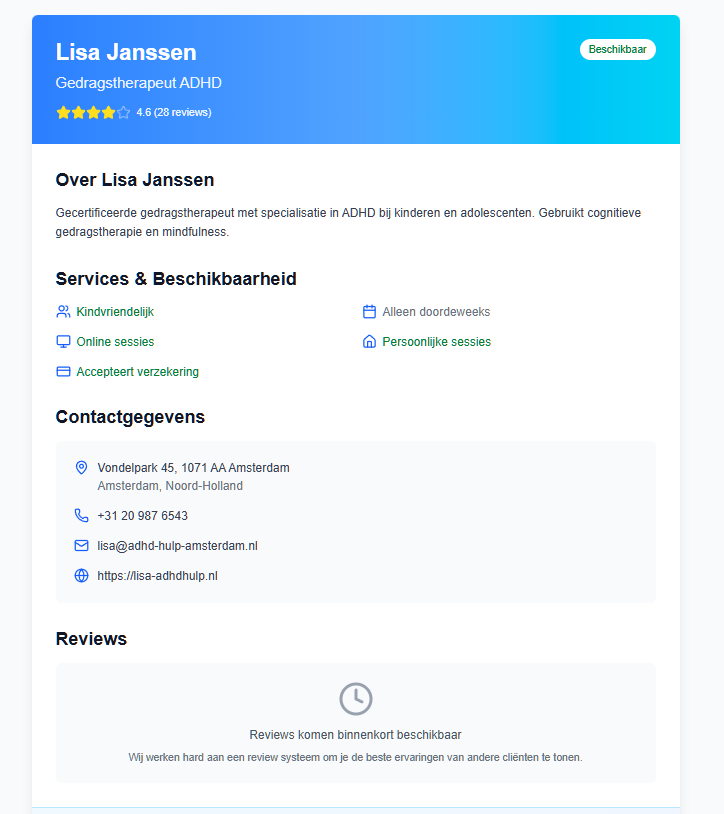 Lisa Janssen
Beschikbaar
Gedragstherapeut ADHD
4.6 (28 reviews)
Over Lisa Janssen
Gecertificeerde gedragstherapeut met specialisatie in ADHD bij kinderen en adolescenten. Gebruikt cognitieve
gedragstherapie en mindfulness.
Services & Beschikbaarheid
Kindvriendelijk
Alleen doordeweeks
Online sessies
Persoonlijke sessies
Accepteert verzekering
Contactgegevens
Vondelpark 45, 1071 AA Amsterdam
Amsterdam, Noord-Holland
+31 20 987 6543
lisa@adhd-hulp-amsterdam.nl
https://lisa-adhdhulp.nl
Reviews
Reviews komen binnenkort beschikbaar
Wij werken hard aan een review systeem om je de beste ervaringen van andere cliënten te tonen.